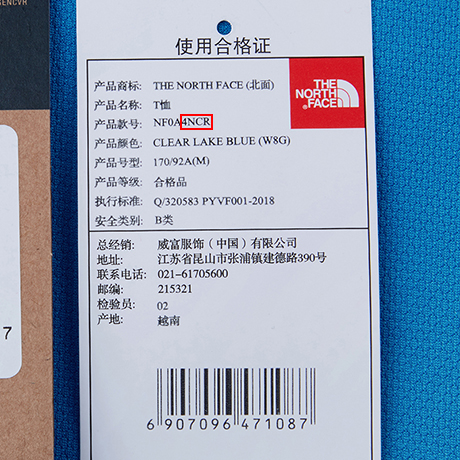 GENCVR
使用合格证
产品商标: THE NORTH FACE (北面)
产品名称: T恤
产品款号: NF0A4NCR
产品颜色: CLEAR LAKE BLUE (W8G)
产品号型: 170/92A(M)
产品等级: 合格品
执行标准: Q/320583 PYVF001-2018
安全类别: B类
THE
NORTH
FACE
总经销: 威富服饰（中国）有限公司
地址: 江苏省昆山市张浦镇建德路390号
联系电话: 021-61705600
邮编: 215321
检验员: 02
产地: 越南
7
6 907096 471087